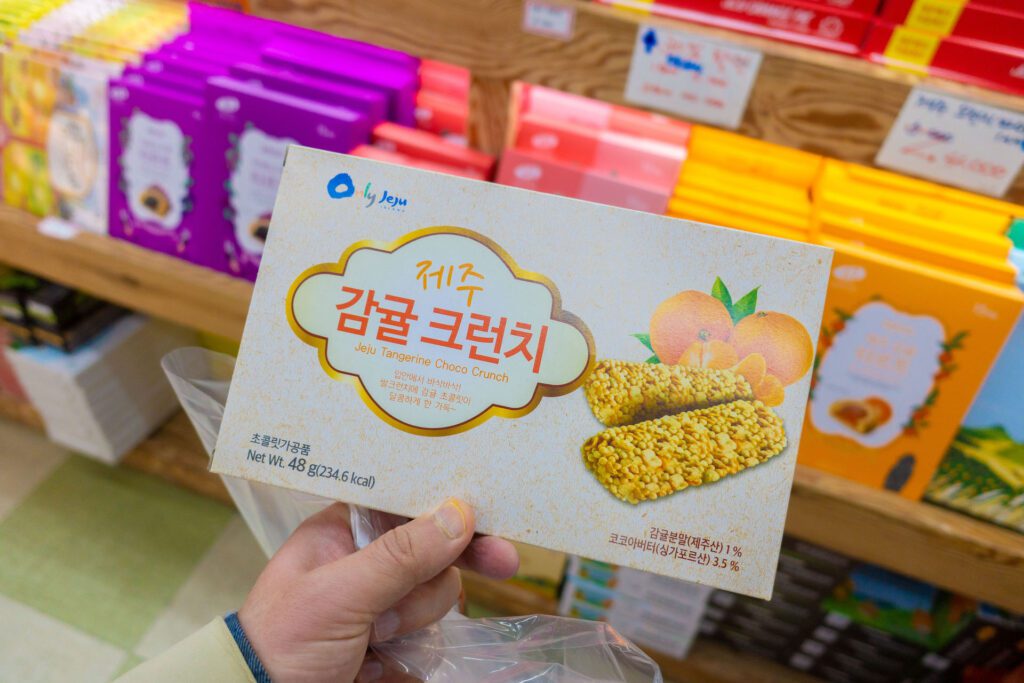 ly Jeju
ISLAND
제주
감귤 크런치
Jeju Tangerine Choco Crunch
입안에서 바삭바삭!
쌀크런치에 감귤 초콜릿이
달콤하게 한 가득~
초콜릿가공품
Net Wt. 48 g(234.6 kcal)
감귤분말(제주산) 1 %
코코아버터(싱가포르산) 3.5 %